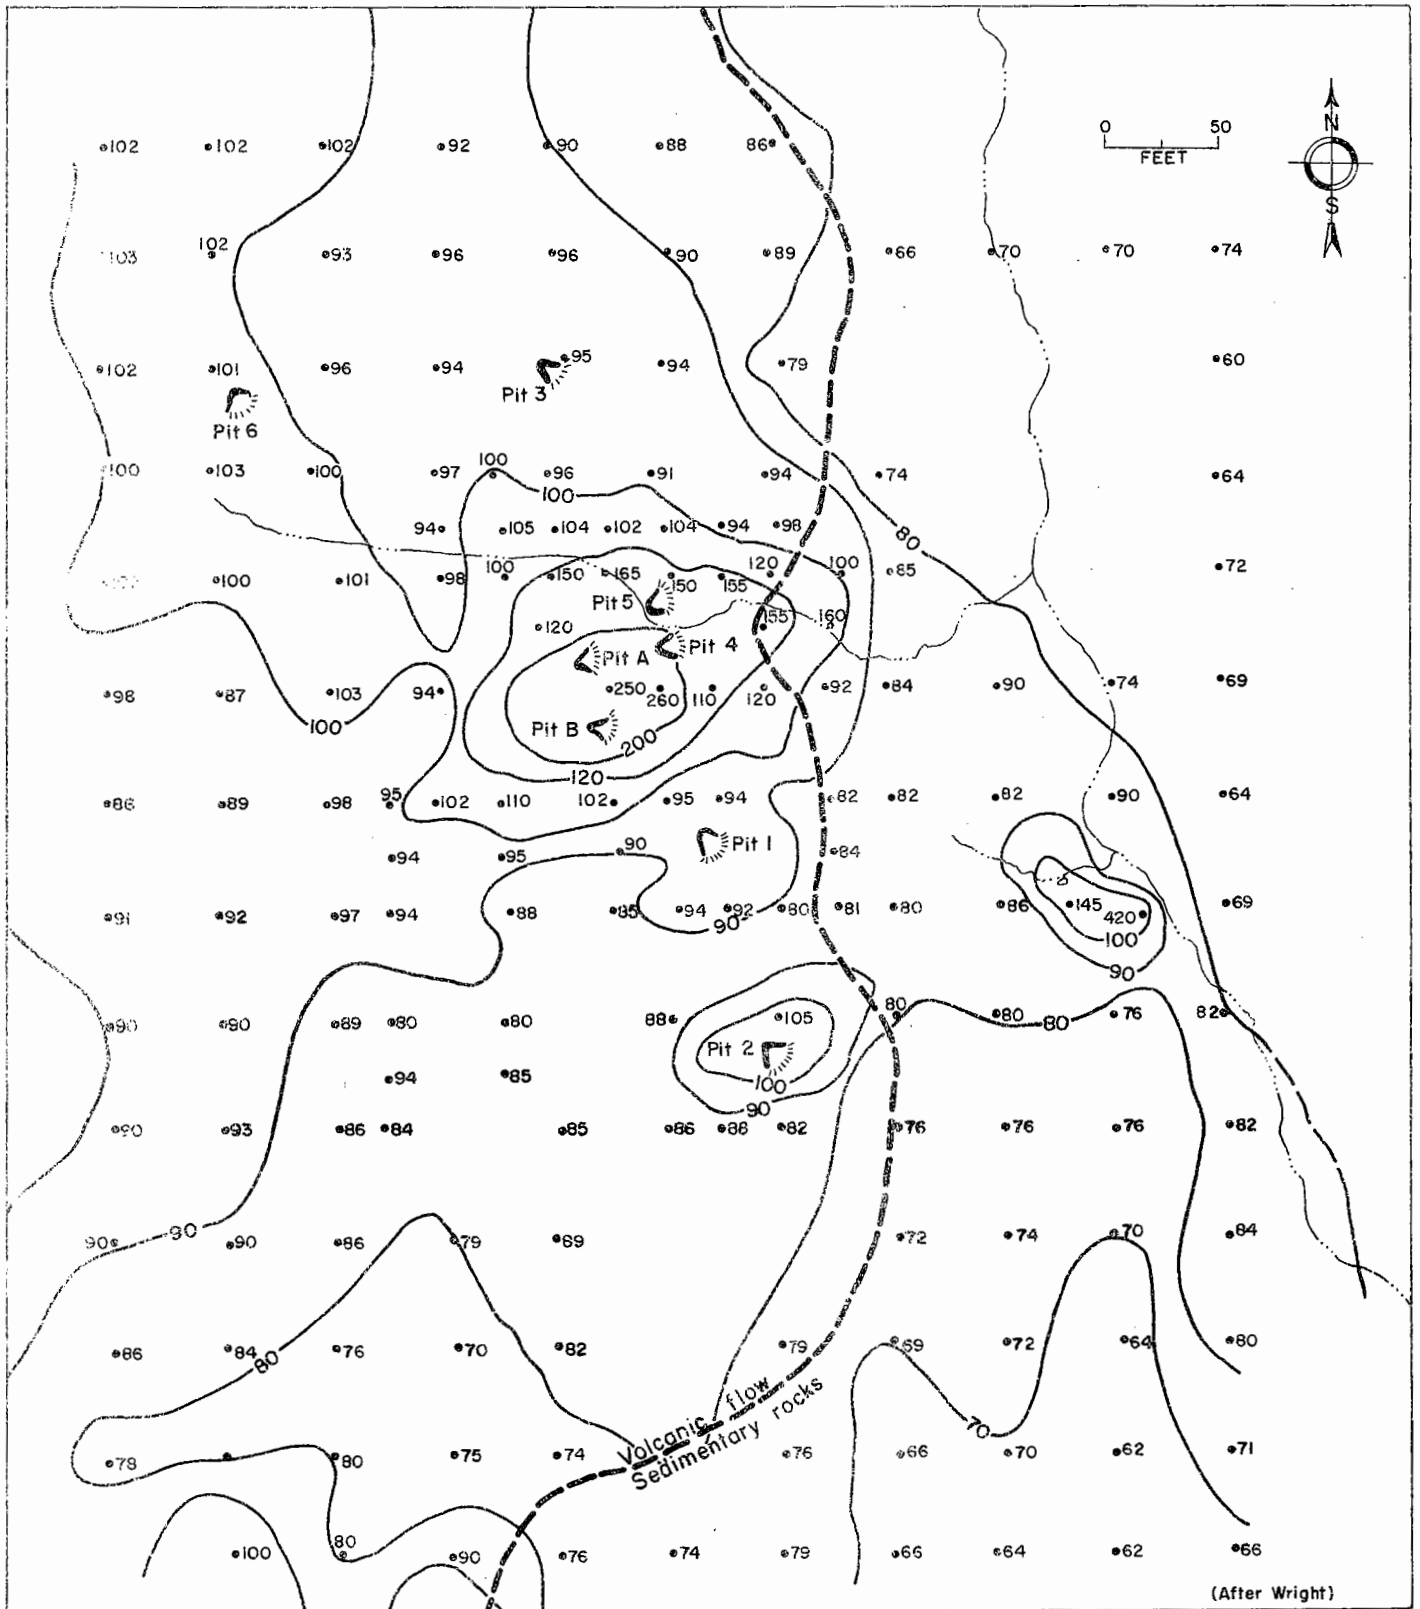 0 50
FEET
N
S
102 102 102 92 90 88 86
103 102 93 96 96 90 89 66 70 70 74
102 101 96 94 95 94 79 60
Pit 3
Pit 6
100 103 100 97 100 96 91 94 74 64
100
94 105 104 102 104 94 98
80
100 101 98 100 150 165 150 155 120 100 85 72
Pit 5
120 155 160
Pit 4
Pit A
98 87 103 94 250 260 110 120 92 84 90 74 69
100
Pit B
200
120
86 89 98 95 102 110 102 95 94 82 82 82 90 64
Pit 1
94 95 90 84
91 92 97 94 88 85 94 92 80 81 80 86 145 420 69
90
100
90
90 90 89 80 80 88 105 80 80 80 76 82
Pit 2
94 85
100
90
90 93 86 84 85 86 86 82 76 76 76 82
90
90 90 86 79 89 72 74 70 84
86 84 76 70 82 79 69 72 64 80
80
Volcanic flow
Sedimentary rocks
70
78 80 75 74 76 66 70 62 71
100 80 90 76 74 79 66 64 62 66
(After Wright)